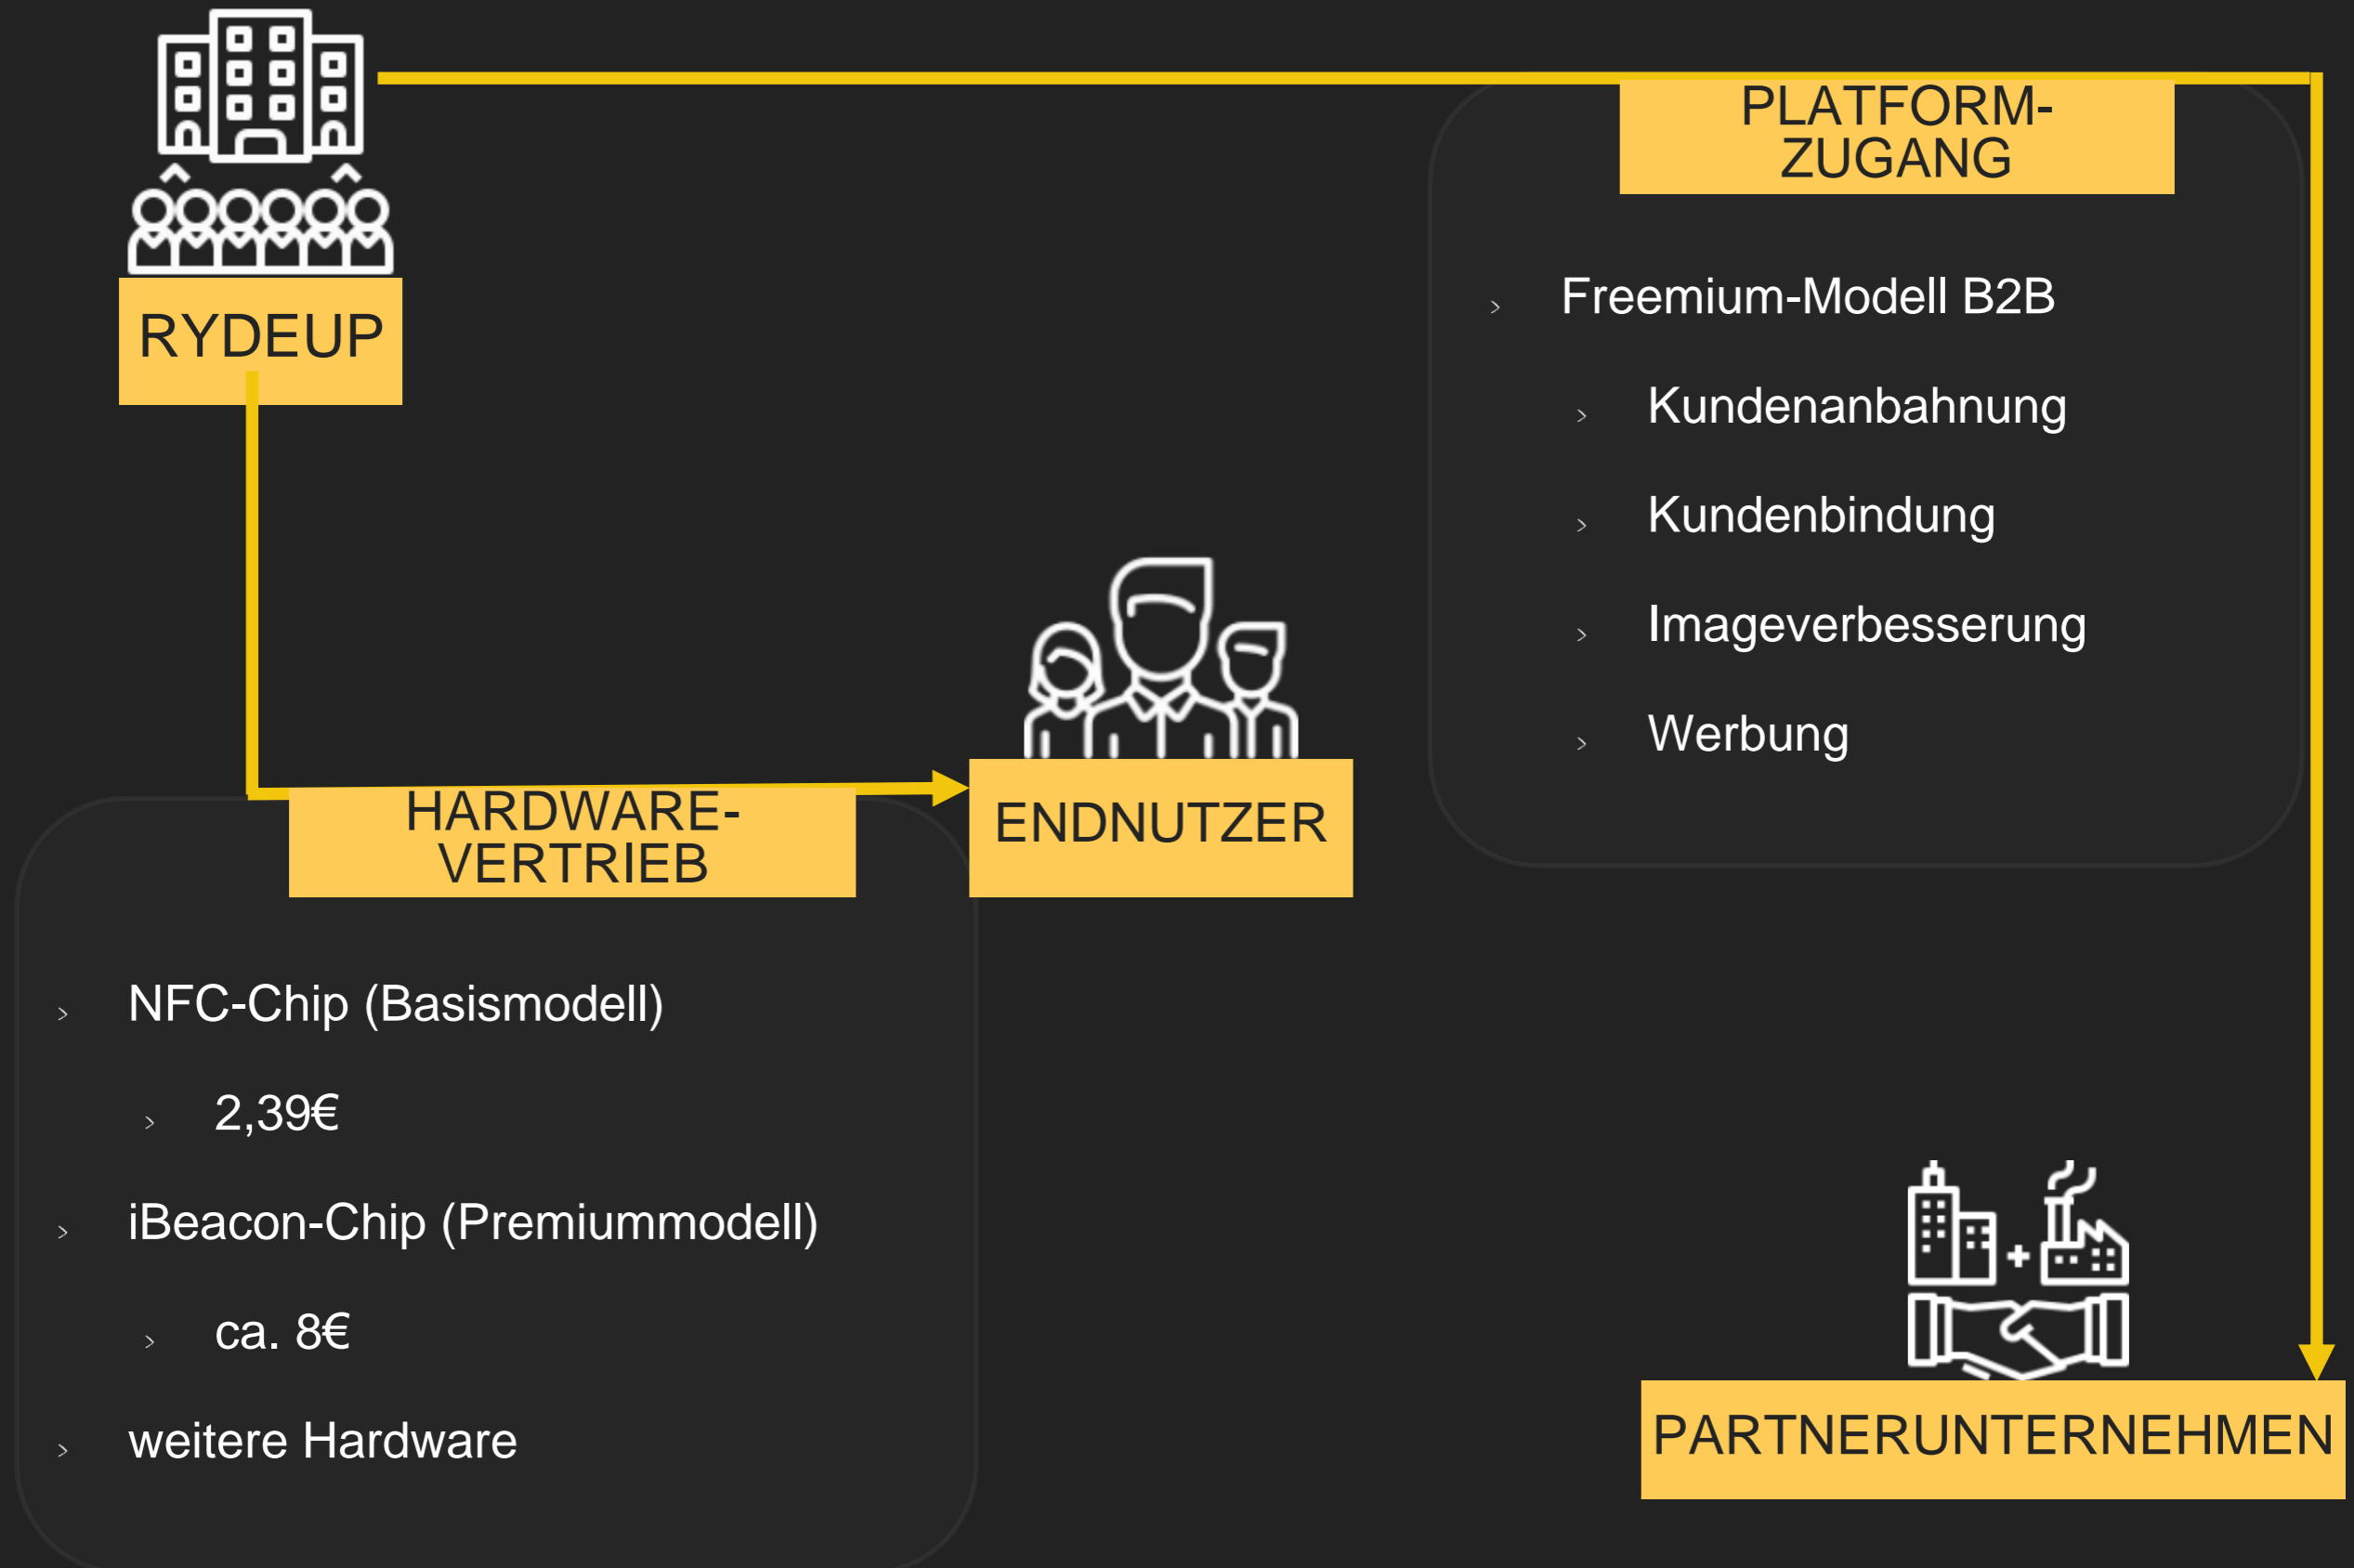 RYDEUP
PLATFORM-
ZUGANG
Freemium-Modell B2B
Kundenanbahnung
Kundenbindung
Imageverbesserung
Werbung
ENDNUTZER
HARDWARE-
VERTRIEB
NFC-Chip (Basismodell)
2,39€
iBeacon-Chip (Premiummodell)
ca. 8€
weitere Hardware
PARTNERUNTERNEHMEN